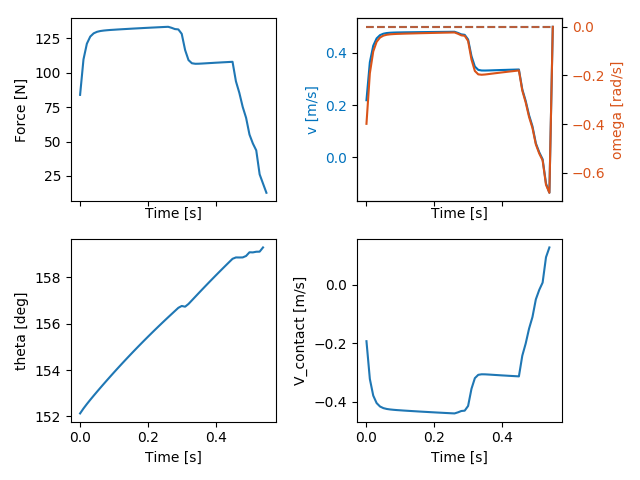 125
100
75
50
25
Force [N]
Time [s]
0.4
0.2
0.0
v [m/s]
0.0
−0.2
−0.4
−0.6
omega [rad/s]
Time [s]
158
156
154
152
theta [deg]
0.0 0.2 0.4
Time [s]
0.0
−0.2
−0.4
V_contact [m/s]
0.0 0.2 0.4
Time [s]